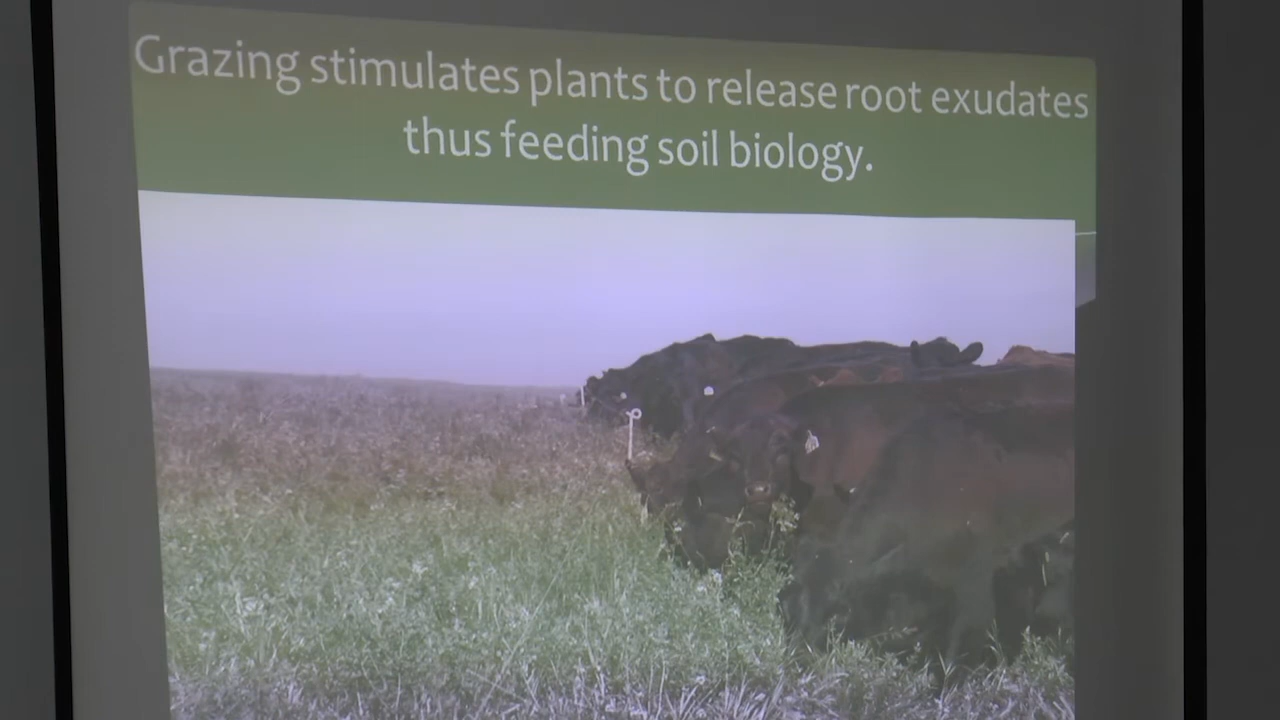 Grazing stimulates plants to release root exudates
thus feeding soil biology.